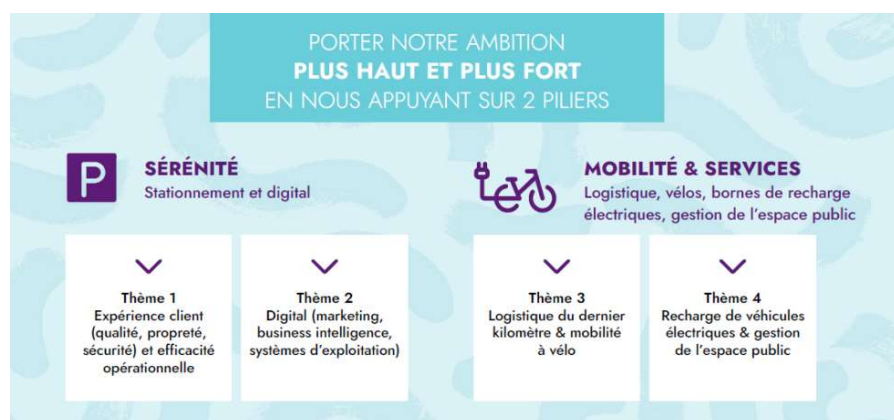 PORTER NOTRE AMBITION
PLUS HAUT ET PLUS FORT
EN NOUS APPUYANT SUR 2 PILIERS
P
SÉRÉNITÉ
Stationnement et digital
MOBILITÉ & SERVICES
Logistique, vélos, bornes de recharge
électriques, gestion de l'espace public
Thème 1
Expérience client
(qualité, propreté,
sécurité) et efficacité
opérationnelle
Thème 2
Digital (marketing,
business intelligence,
systèmes d'exploitation)
Thème 3
Logistique du dernier
kilomètre & mobilité
à vélo
Thème 4
Recharge de véhicules
électriques & gestion
de l'espace public